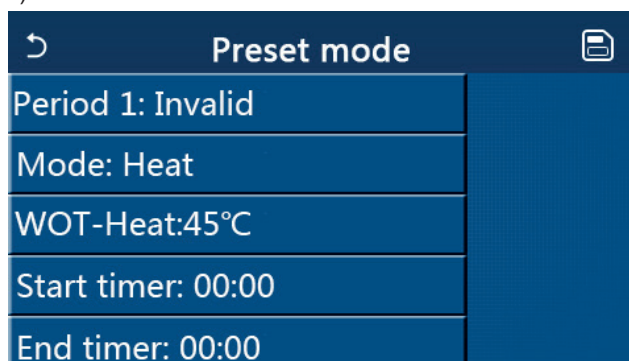 Preset mode
Period 1: Invalid
Mode: Heat
WOT-Heat:45℃
Start timer: 00:00
End timer: 00:00